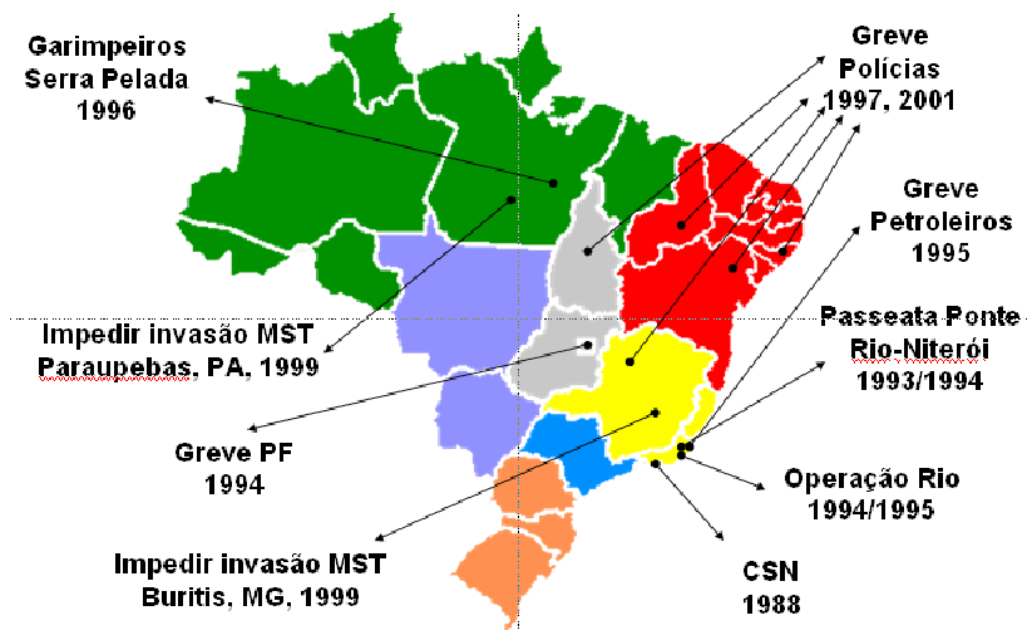 Garimpeiros
Serra Pelada
1996
Greve
Polícias
1997, 2001
Greve
Petroleiros
1995
Impedir invasão MST
Paraupebas, PA, 1999
Passeata Ponte
Rio-Niterói
1993/1994
Greve PF
1994
Operação Rio
1994/1995
Impedir invasão MST
Buritis, MG, 1999
CSN
1988